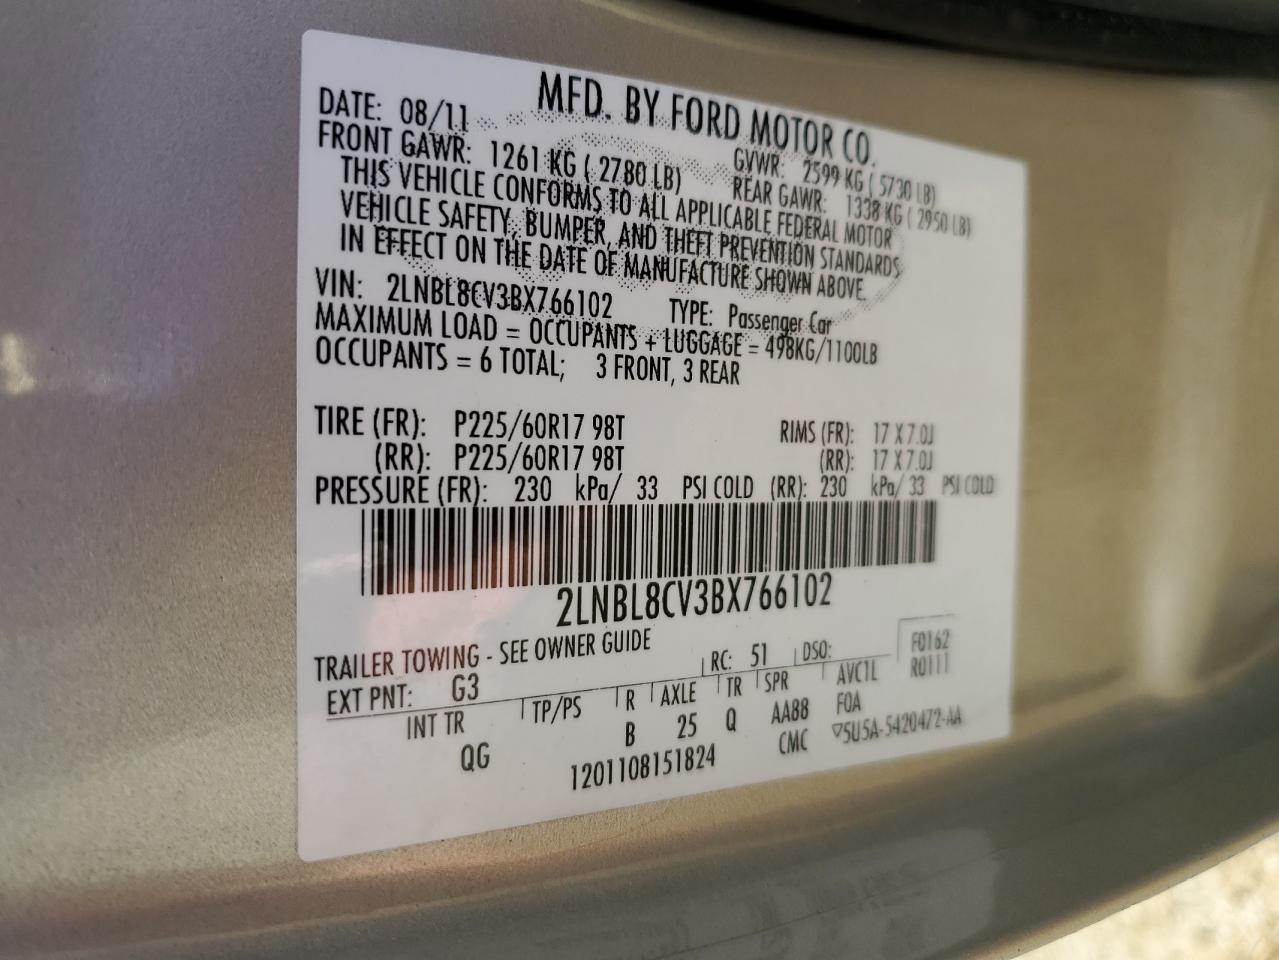 MFD. BY FORD MOTOR CO.
DATE: 08/11 GVWR: 2599 KG ( 5730 LB)
FRONT GAWR: 1261 KG ( 2780 LB) REAR GAWR: 1338 KG ( 2950 LB)
THIS VEHICLE CONFORMS TO ALL APPLICABLE FEDERAL MOTOR
VEHICLE SAFETY, BUMPER, AND THEFT PREVENTION STANDARDS
IN EFFECT ON THE DATE OF MANUFACTURE SHOWN ABOVE.
VIN: 2LNBL8CV3BX766102 TYPE: Passenger Car
MAXIMUM LOAD = OCCUPANTS + LUGGAGE = 498KG/1100LB
OCCUPANTS = 6 TOTAL; 3 FRONT, 3 REAR
TIRE (FR): P225/60R17 98T RIMS (FR): 17 X 7.0J
(RR): P225/60R17 98T (RR): 17 X 7.0J
PRESSURE (FR): 230 kPa/ 33 PSI COLD (RR): 230 kPa/ 33 PSI COLD
2LNBL8CV3BX766102
TRAILER TOWING - SEE OWNER GUIDE
EXT PNT: G3 RC: 51 DSO: F0162
R0111
INT TR TP/PS R AXLE TR SPR AVC1L
QG B 25 Q AA88 FOA
1201108151824 CMC ▽5U5A-5420472-AA